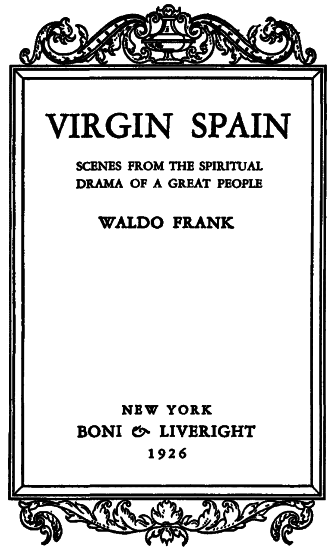 VIRGIN SPAIN
SCENES FROM THE SPIRITUAL
DRAMA OF A GREAT PEOPLE
WALDO FRANK
NEW YORK
BONI & LIVERIGHT
1926